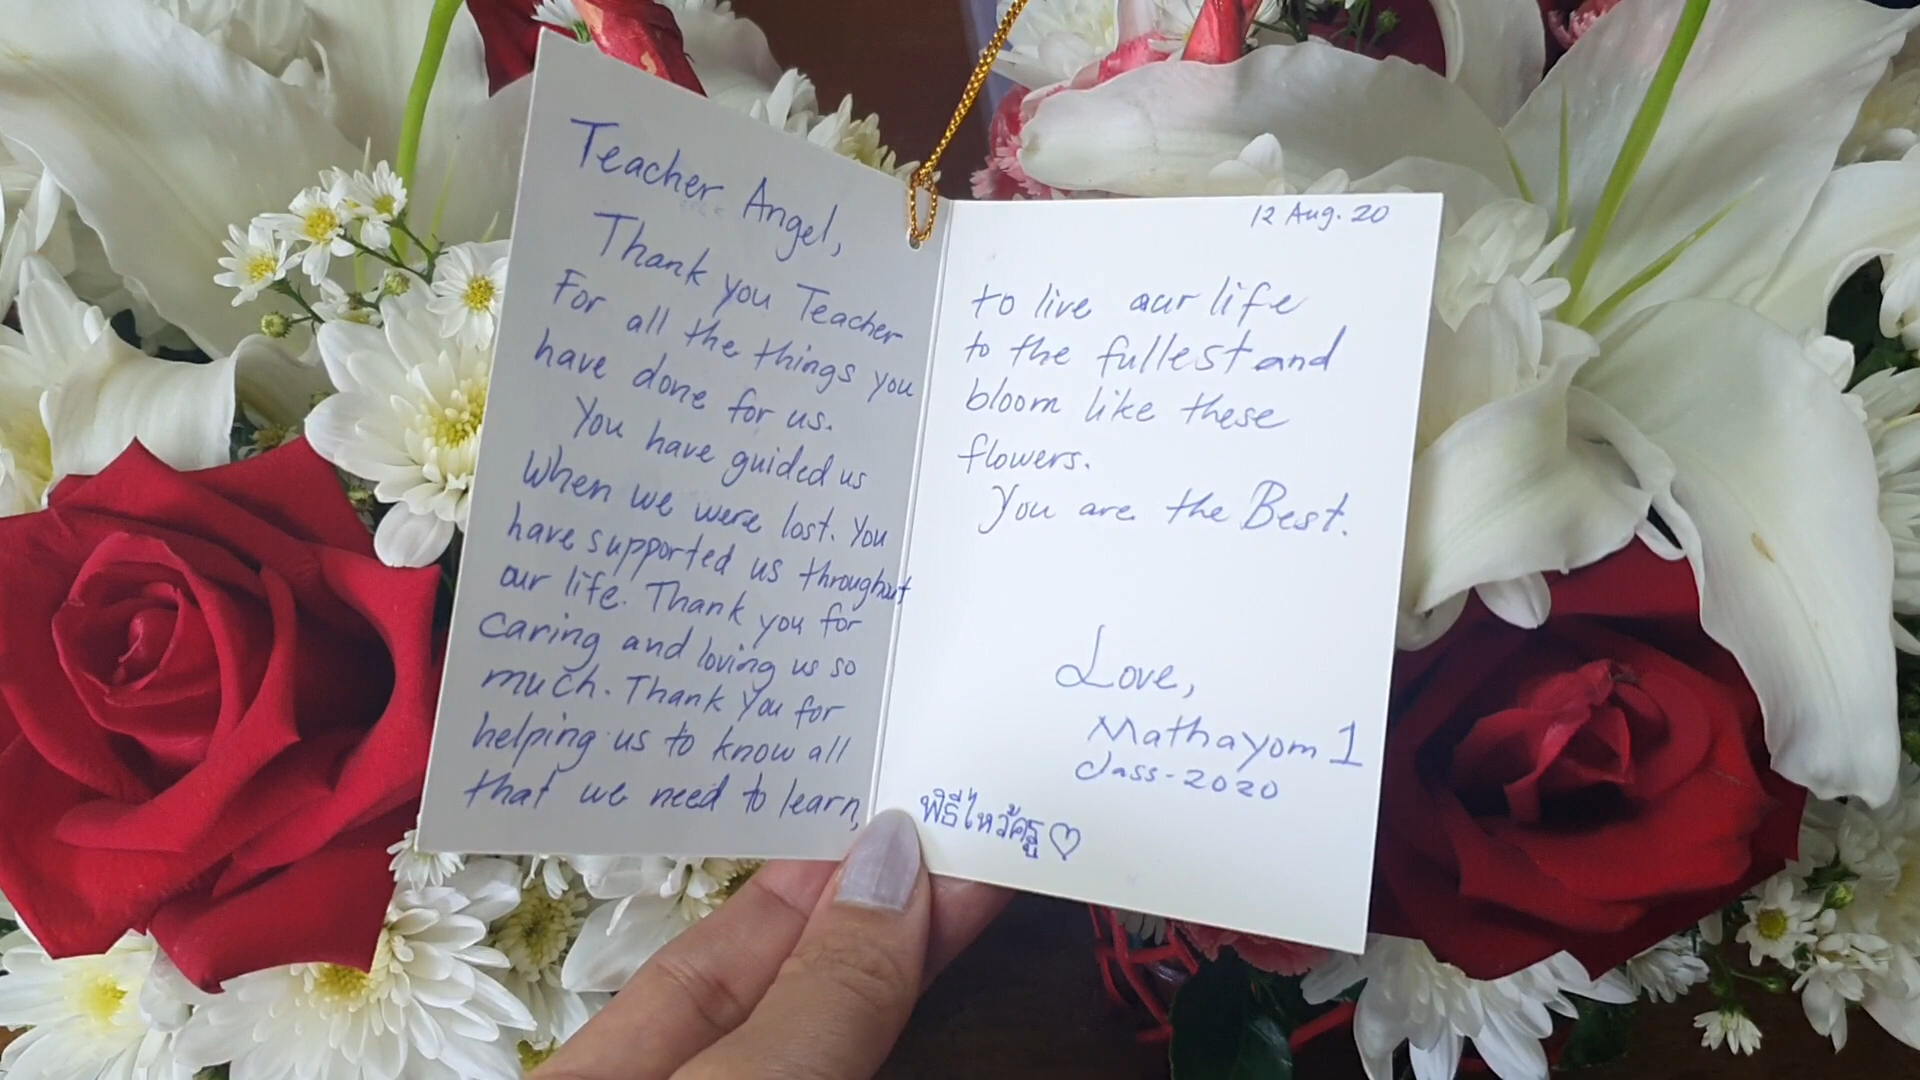 Teacher Angel,
Thank you Teacher
For all the things you
have done for us.
You have guided us
When we were lost. You
have supported us throughout
our life. Thank you for
Caring and loving us so
much. Thank You for
helping us to know all
that we need to learn,
12 Aug. 20
to live our life
to the fullest and
bloom like these
flowers.
You are the Best.
Love,
Mathayom 1
class-2020
พิธีไหว้ครู♡